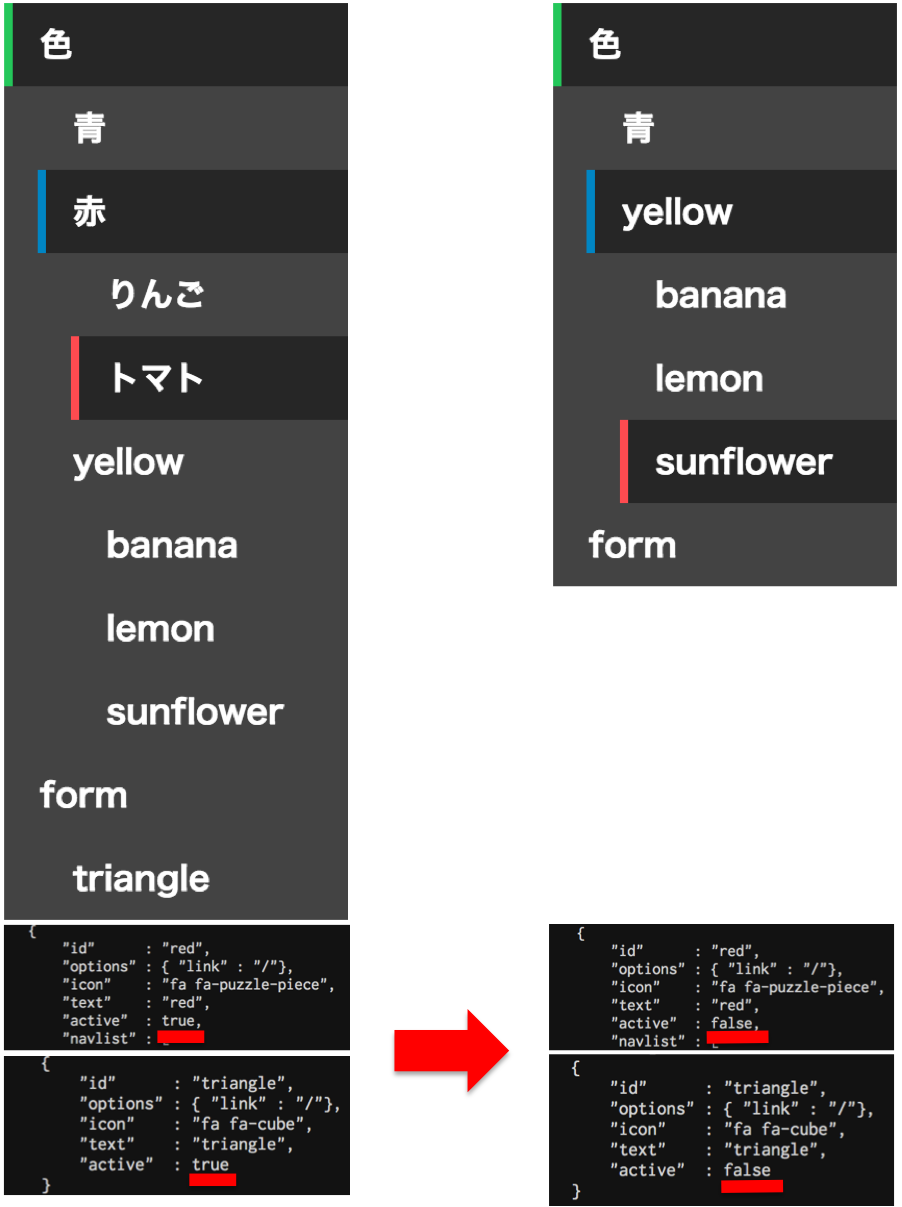 色
青
赤
りんご
トマト
yellow
banana
lemon
sunflower
form
triangle
{
"id" : "red",
"options" : { "link" : "/"},
"icon" : "fa fa-puzzle-piece",
"text" : "red",
"active" : true,
"navlist" : [
{
"id" : "triangle",
"options" : { "link" : "/"},
"icon" : "fa fa-cube",
"text" : "triangle",
"active" : true
}
色
青
yellow
banana
lemon
sunflower
form
{
"id" : "red",
"options" : { "link" : "/"},
"icon" : "fa fa-puzzle-piece",
"text" : "red",
"active" : false,
"navlist" : [
{
"id" : "triangle",
"options" : { "link" : "/"},
"icon" : "fa fa-cube",
"text" : "triangle",
"active" : false
}